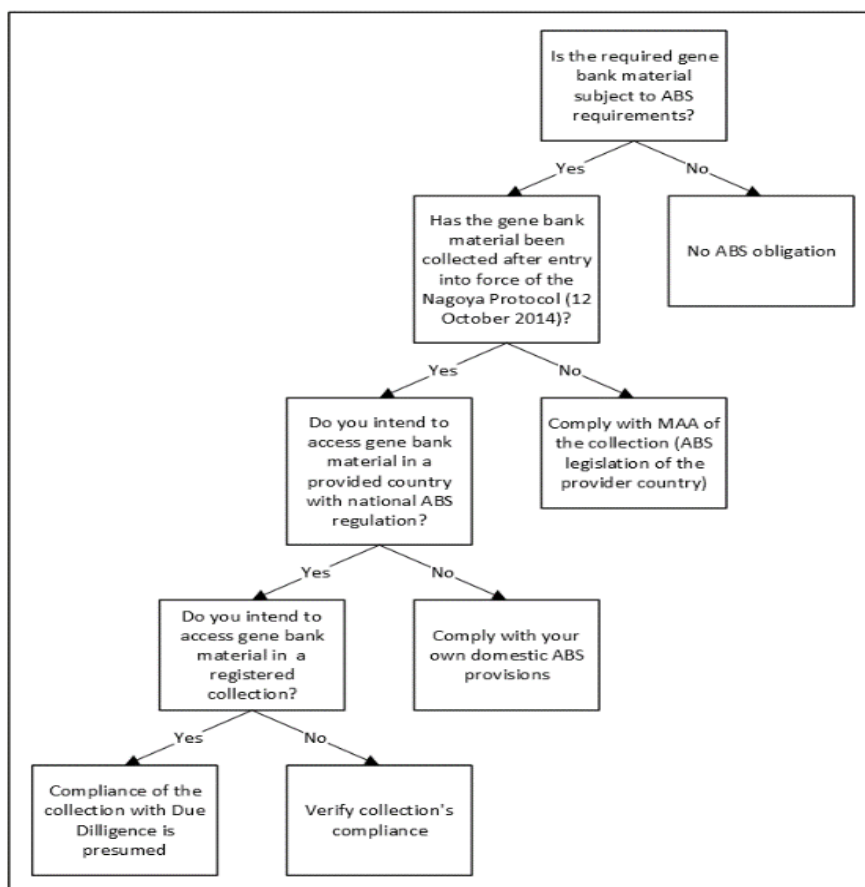 Is the required gene
bank material
subject to ABS
requirements?
Yes
No
Has the gene bank
material been
collected after entry
into force of the
Nagoya Protocol (12
October 2014)?
No ABS obligation
Yes
No
Do you intend to
access gene bank
material in a
provided country
with national ABS
regulation?
Comply with MAA of
the collection (ABS
legislation of the
provider country)
Yes
No
Do you intend to
access gene bank
material in a
registered
collection?
Comply with your
own domestic ABS
provisions
Yes
No
Compliance of the
collection with Due
Dilligence is
presumed
Verify collection's
compliance